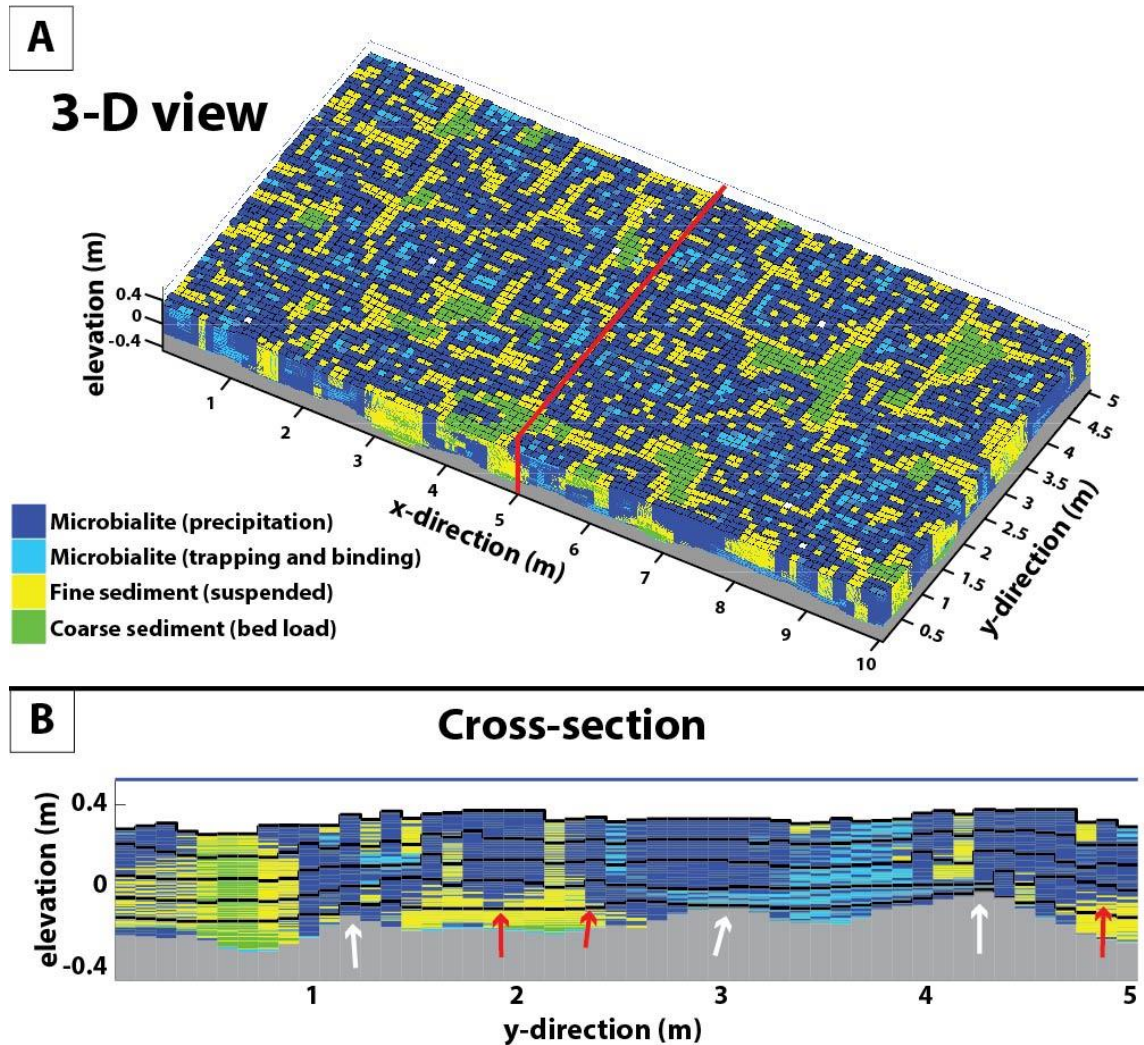 A
3-D view
elevation (m)
0.4
0
-0.4
1
2
3
4
5
6
7
8
9
10
x-direction (m)
0.5
1
1.5
2
2.5
3
3.5
4
4.5
5
y-direction (m)
Microbialite (precipitation)
Microbialite (trapping and binding)
Fine sediment (suspended)
Coarse sediment (bed load)
B
Cross-section
elevation (m)
0.4
0
-0.4
1
2
3
4
5
y-direction (m)